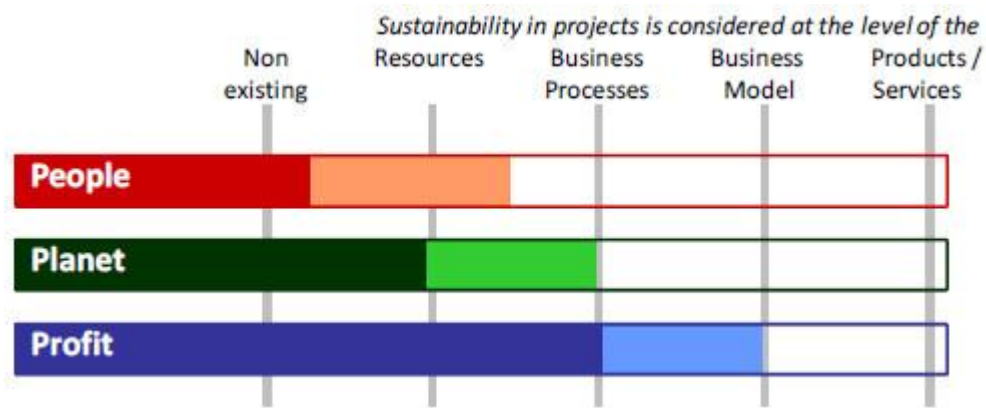 Sustainability in projects is considered at the level of the
Non existing
Resources
Business Processes
Business Model
Products / Services
People
Planet
Profit